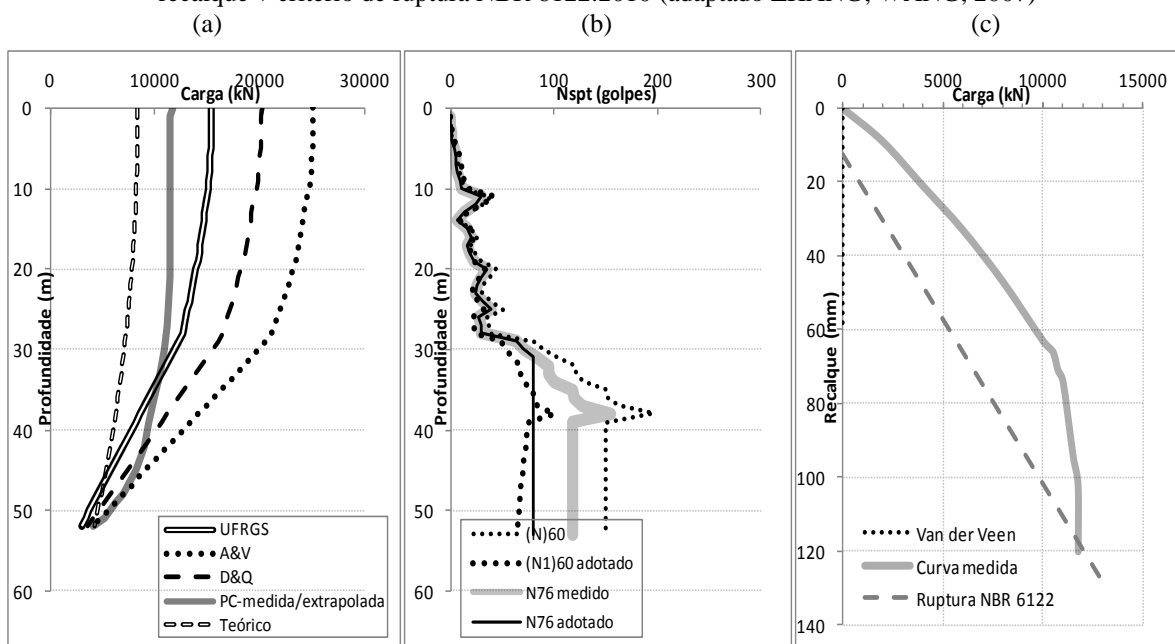 recalque v critério de ruptura NBR 6122:2010 (adaptado ZHANG; WANG, 2007)
(a) (b) (c)
0 10000 20000 30000
Carga (kN)
0
10
20
30
40
50
60
Profundidade (m)
UFRGS
A&V
D&Q
PC-medida/extrapolada
Teórico
0 100 200 300
Nspt (golpes)
0
10
20
30
40
50
60
Profundidade (m)
(N)60
(N1)60 adotado
N76 medido
N76 adotado
0 5000 10000 15000
Carga (kN)
0
20
40
60
80
100
120
140
Recalque (mm)
Van der Veen
Curva medida
Ruptura NBR 6122